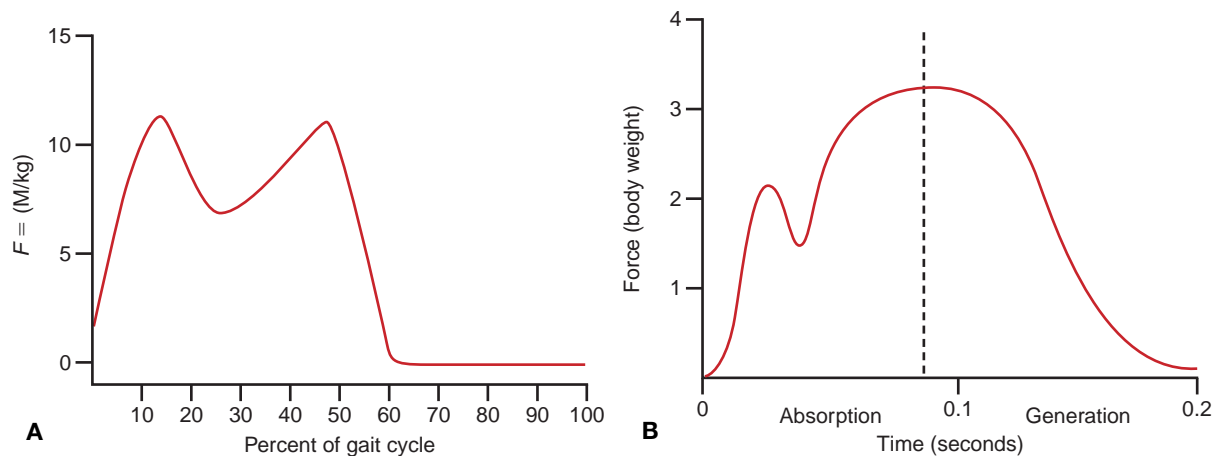 15
10
5
0
F = (M/kg)
10 20 30 40 50 60 70 80 90 100
Percent of gait cycle
A
4
3
2
1
Force (body weight)
0 Absorption 0.1 Generation 0.2
Time (seconds)
B